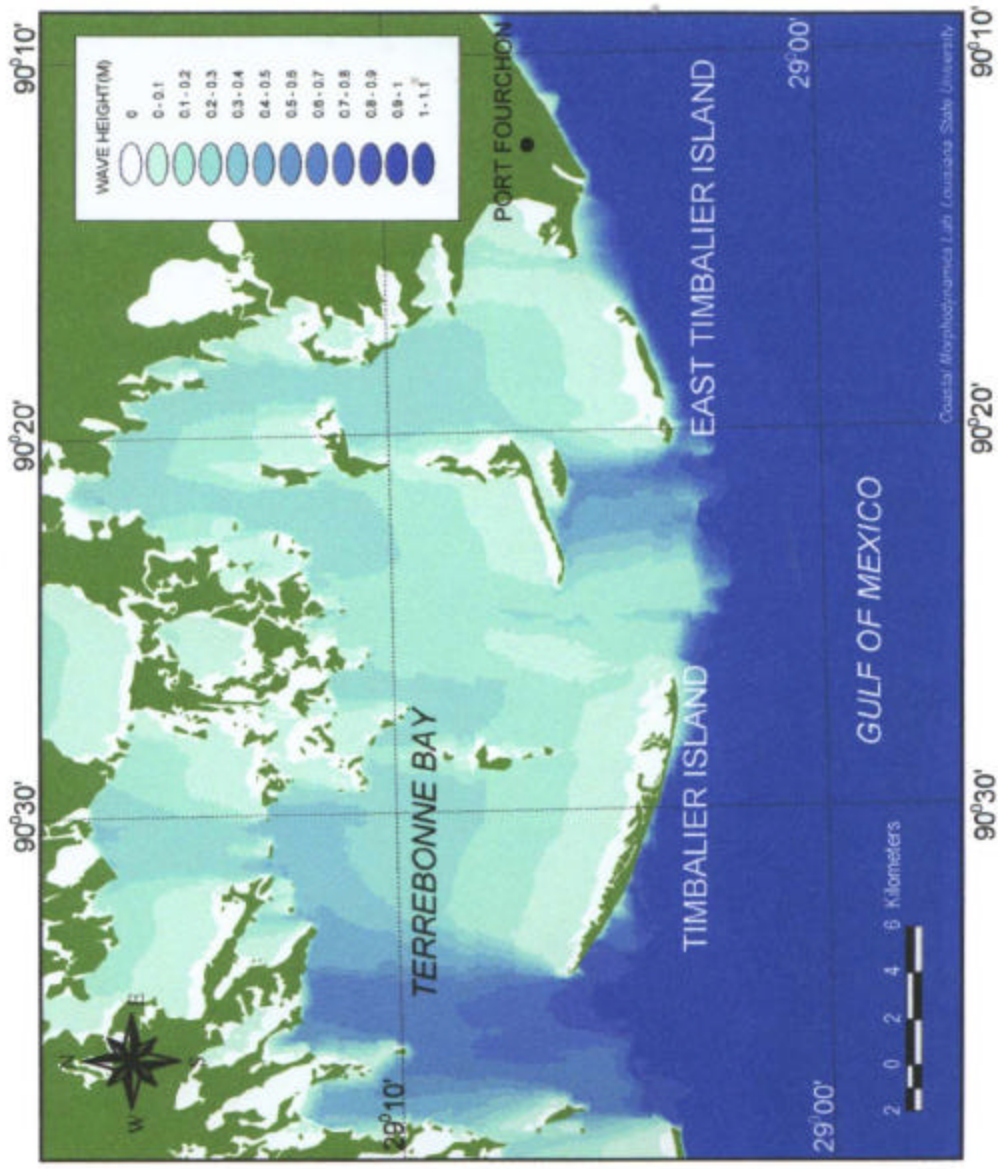 90°10'
90°20'
90°30'
WAVE HEIGHT(M)
0
0 - 0.1
0.1 - 0.2
0.2 - 0.3
0.3 - 0.4
0.4 - 0.5
0.5 - 0.6
0.6 - 0.7
0.7 - 0.8
0.8 - 0.9
0.9 - 1
1 - 1.1
N
W
E
S
PORT FOURCHON
TERREBONNE BAY
29°10'
EAST TIMBALIER ISLAND
TIMBALIER ISLAND
GULF OF MEXICO
29°00'
29°00'
2 0 2 4 6 Kilometers
Coastal Morphodynamics Lab Louisiana State University
90°30'
90°20'
90°10'